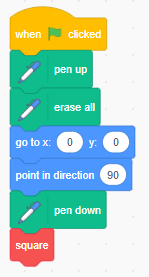 when clicked
pen up
erase all
go to x: 0 y: 0
point in direction 90
pen down
square